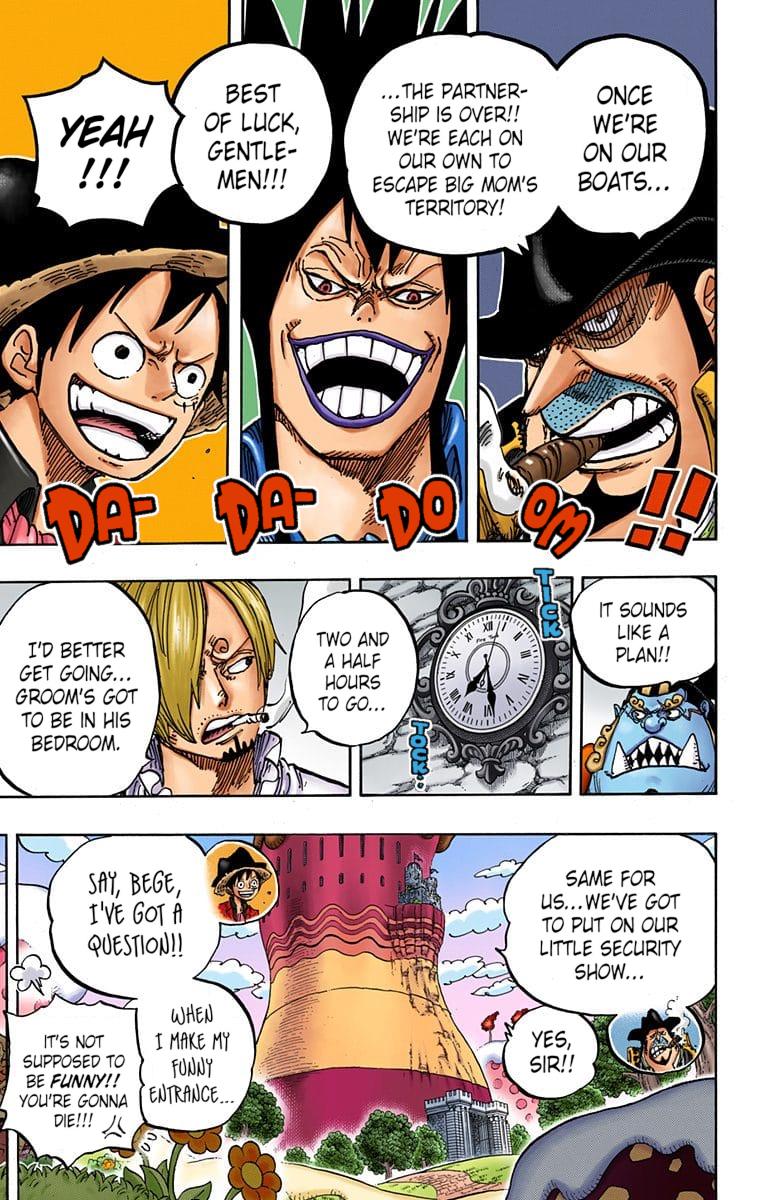 ONCE
WE'RE
ON OUR
BOATS...
...THE PARTNER-
SHIP IS OVER!!
WE'RE EACH ON
OUR OWN TO
ESCAPE BIG MOM'S
TERRITORY!
BEST
OF LUCK,
GENTLE-
MEN!!!
YEAH
!!!
DA-
DA-
DO
OM
!!
IT SOUNDS
LIKE A
PLAN!!
TICK
TOCK...
TWO AND
A HALF
HOURS
TO GO...
I'D BETTER
GET GOING...
GROOM'S GOT
TO BE IN HIS
BEDROOM.
SAME FOR
US...WE'VE GOT
TO PUT ON OUR
LITTLE SECURITY
SHOW...
YES,
SIR!!
SAY, BEGE,
I'VE GOT A
QUESTION!!
WHEN
I MAKE MY
FUNNY
ENTRANCE...
IT'S NOT
SUPPOSED TO
BE FUNNY!!
YOU'RE GONNA
DIE!!!